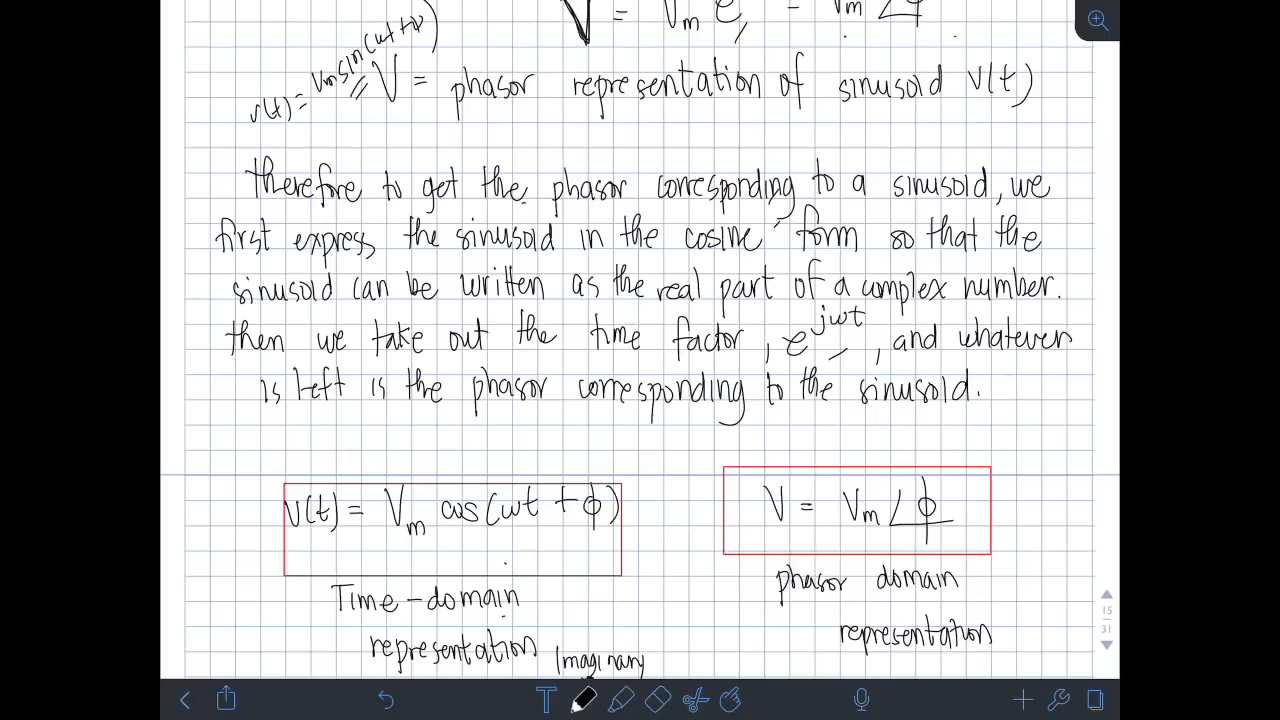 V = Vm e, = Vm ∠φ
v(t) = Vm sin(ωt + φ)
V = phasor representation of sinusoid v(t)
therefore to get the phasor corresponding to a sinusoid, we
first express the sinusoid in the cosine form so that the
sinusoid can be written as the real part of a complex number.
then we take out the time factor, e^jωt, and whatever
is left is the phasor corresponding to the sinusoid.
v(t) = Vm cos(ωt + φ)
V = Vm ∠φ
Time-domain
representation
phasor domain
representation
Imaginary
15
31
T